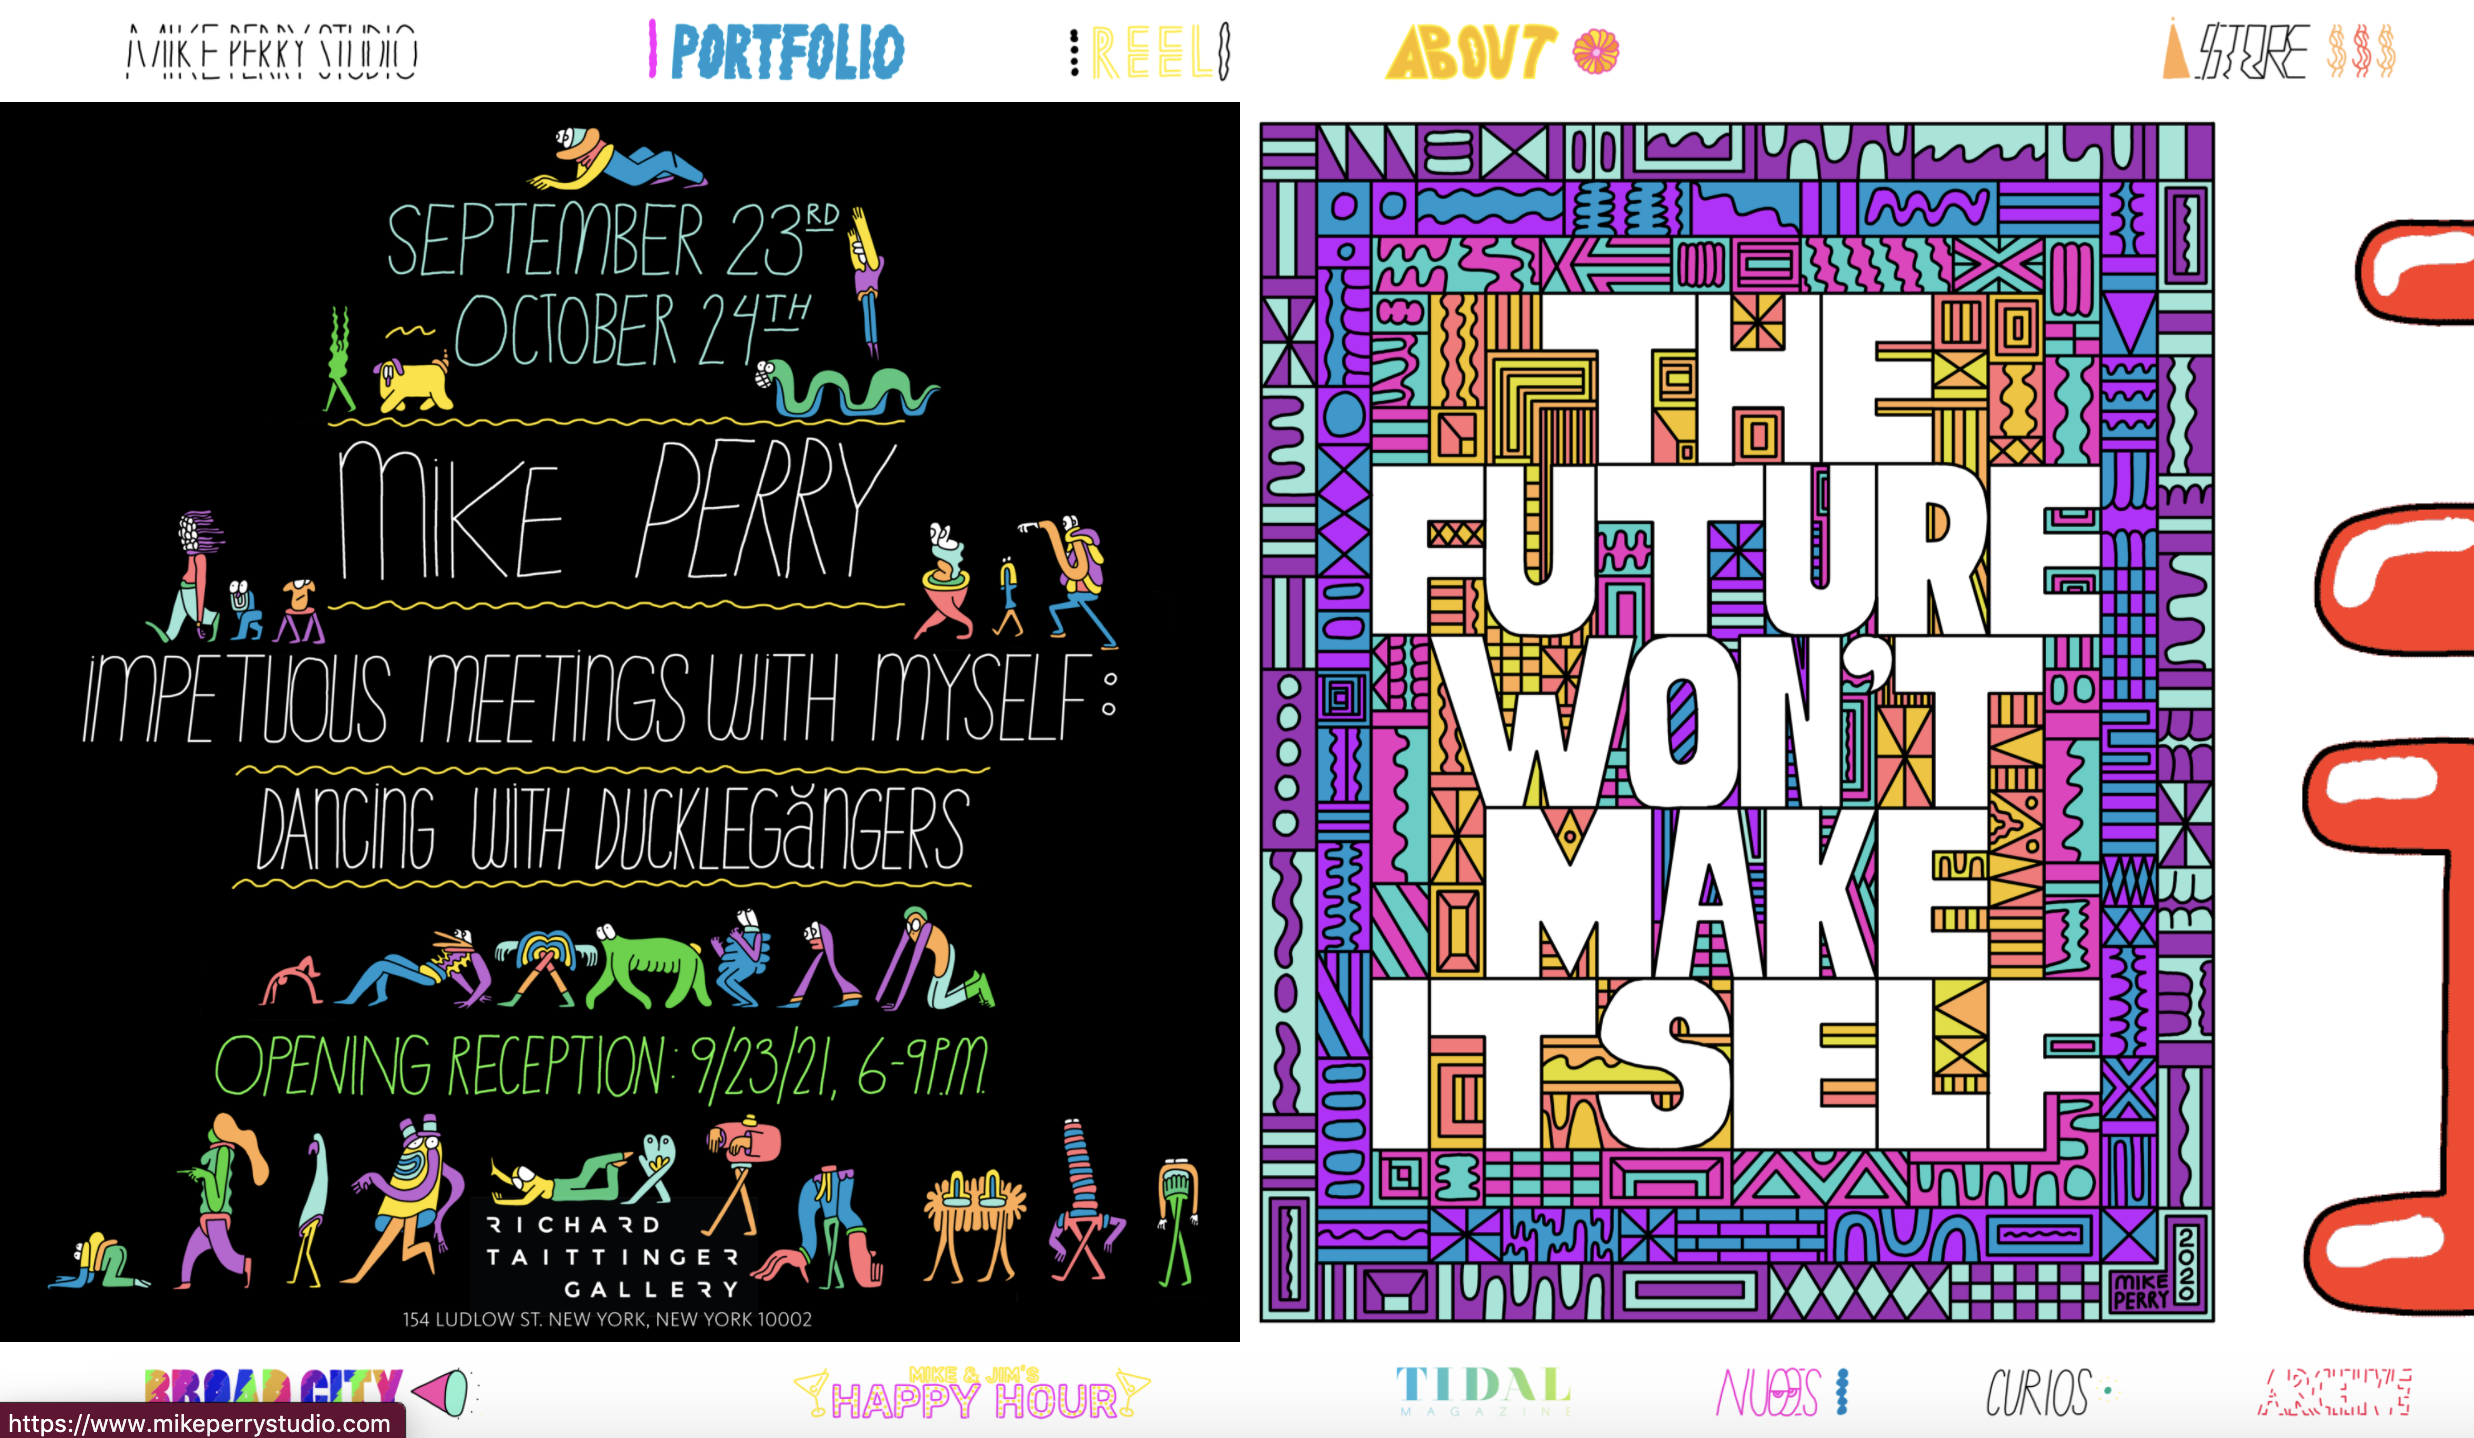 MIKE PERRY STUDIO
PORTFOLIO
REEL
ABOUT
STORE $$$
SEPTEMBER 23RD
OCTOBER 24TH
MIKE PERRY
IMPETUOUS MEETINGS WITH MYSELF:
DANCING WITH DUCKLEGăNGERS
OPENING RECEPTION: 9/23/21, 6-9P.M.
RICHARD
TAITTINGER
GALLERY
154 LUDLOW ST. NEW YORK, NEW YORK 10002
THE
FUTURE
WON'T
MAKE
ITSELF
2020
MIKE
PERRY
BROAD CITY
MIKE & JIM'S
HAPPY HOUR
TIDAL
MAGAZINE
NUDES
CURIOS
ARCHIVE
https://www.mikeperrystudio.com